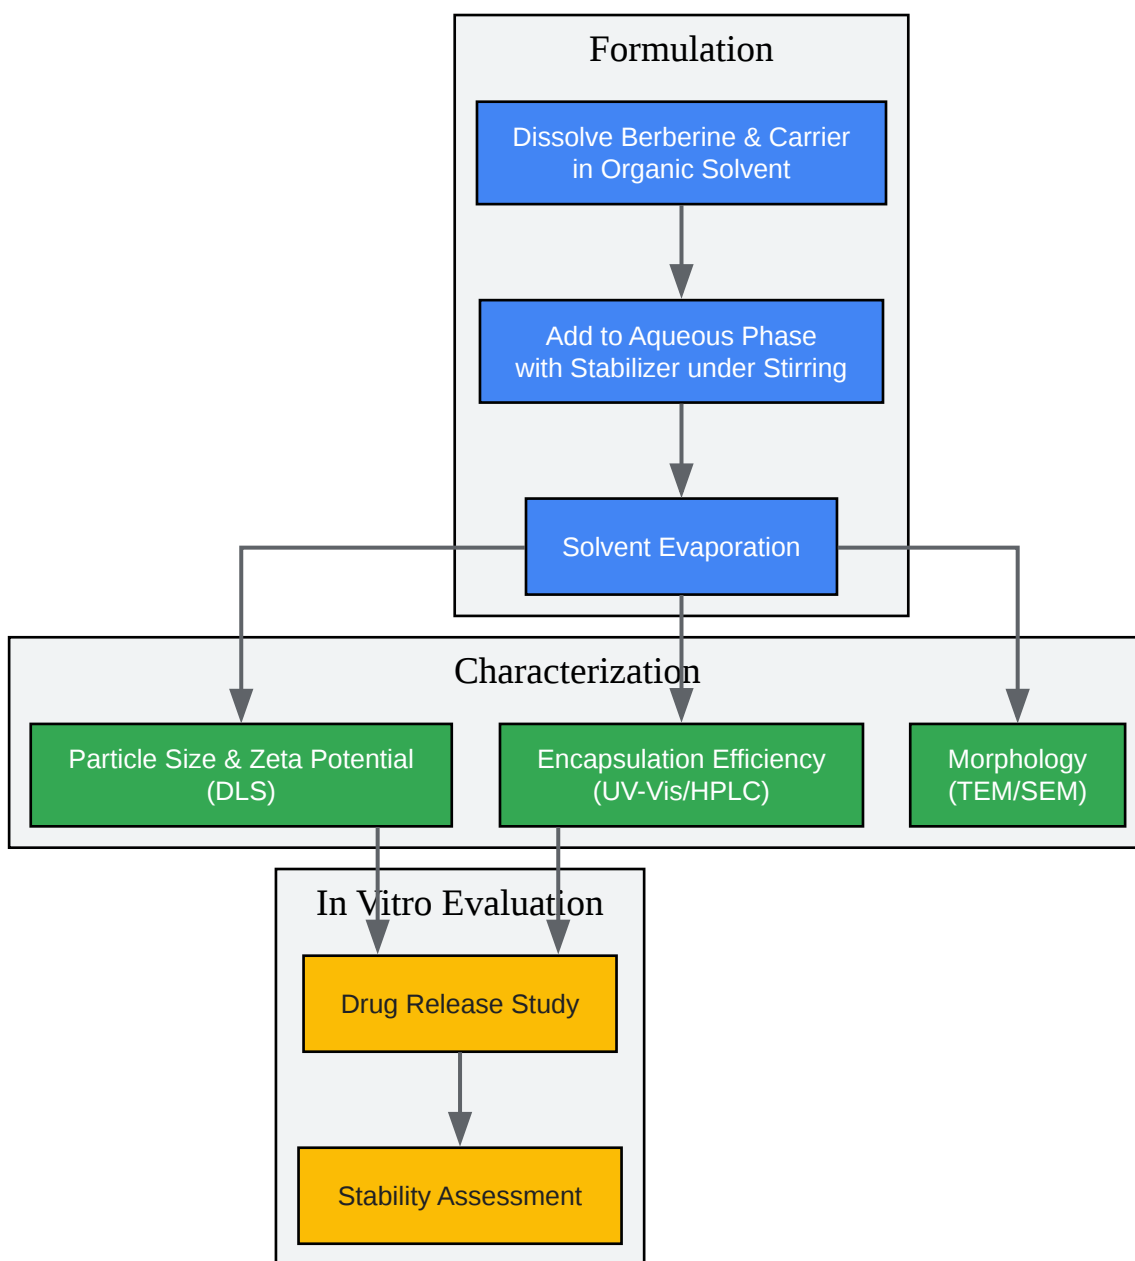 Formulation
Dissolve Berberine & Carrier
in Organic Solvent
Add to Aqueous Phase
with Stabilizer under Stirring
Solvent Evaporation
Characterization
Particle Size & Zeta Potential
(DLS)
Encapsulation Efficiency
(UV-Vis/HPLC)
Morphology
(TEM/SEM)
In Vitro Evaluation
Drug Release Study
Stability Assessment